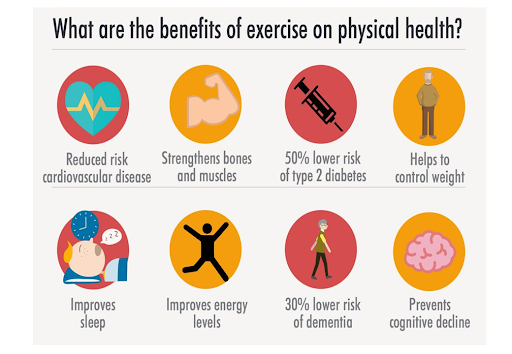 What are the benefits of exercise on physical health?
Reduced risk
cardiovascular disease
Strengthens bones
and muscles
50% lower risk
of type 2 diabetes
Helps to
control weight
z z z
Improves
sleep
Improves energy
levels
30% lower risk
of dementia
Prevents
cognitive decline